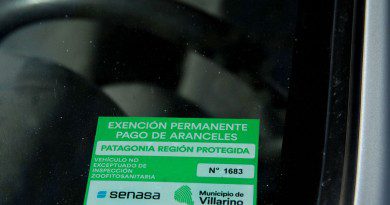 EXENCIÓN PERMANENTE
PAGO DE ARANCELES
PATAGONIA REGIÓN PROTEGIDA
VEHÍCULO NO
EXCEPTUADO DE
INSPECCIÓN
ZOOFITOSANITARIA
N° 1683
senasa
Municipio de
Villarino